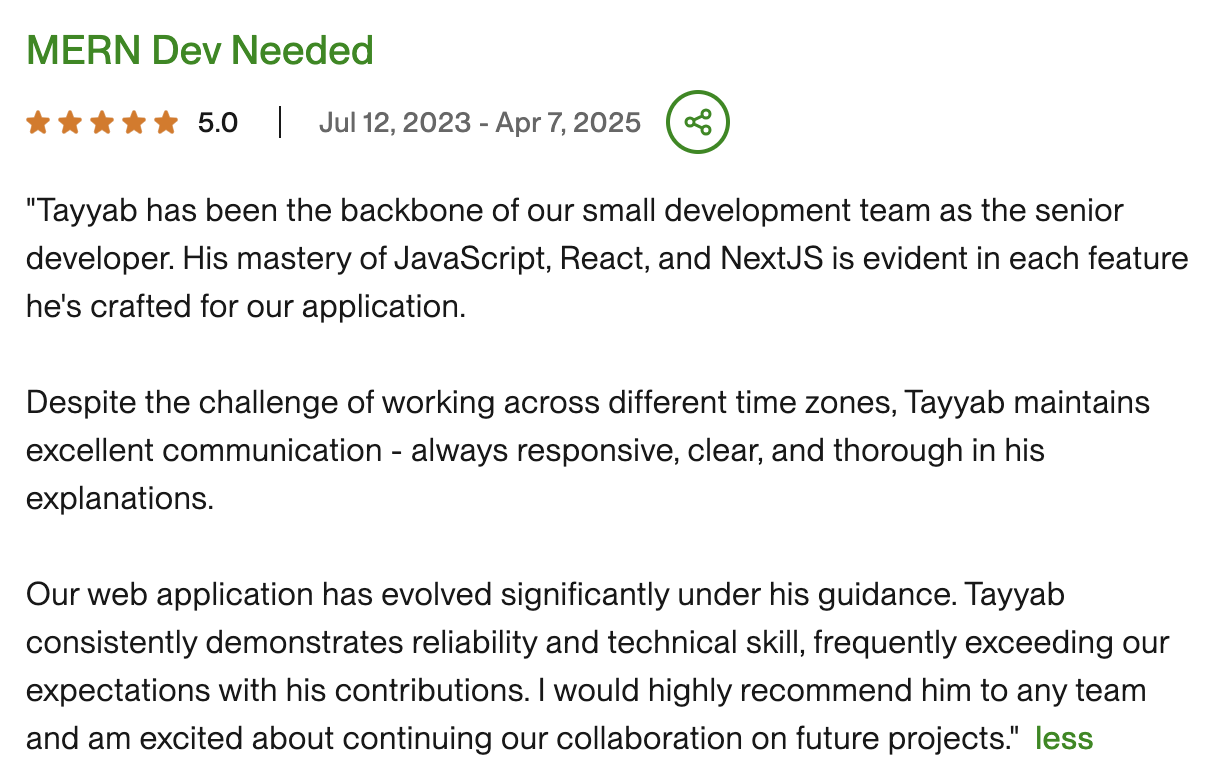 MERN Dev Needed
5.0 | Jul 12, 2023 - Apr 7, 2025
"Tayyab has been the backbone of our small development team as the senior
developer. His mastery of JavaScript, React, and NextJS is evident in each feature
he's crafted for our application.
Despite the challenge of working across different time zones, Tayyab maintains
excellent communication - always responsive, clear, and thorough in his
explanations.
Our web application has evolved significantly under his guidance. Tayyab
consistently demonstrates reliability and technical skill, frequently exceeding our
expectations with his contributions. I would highly recommend him to any team
and am excited about continuing our collaboration on future projects." less